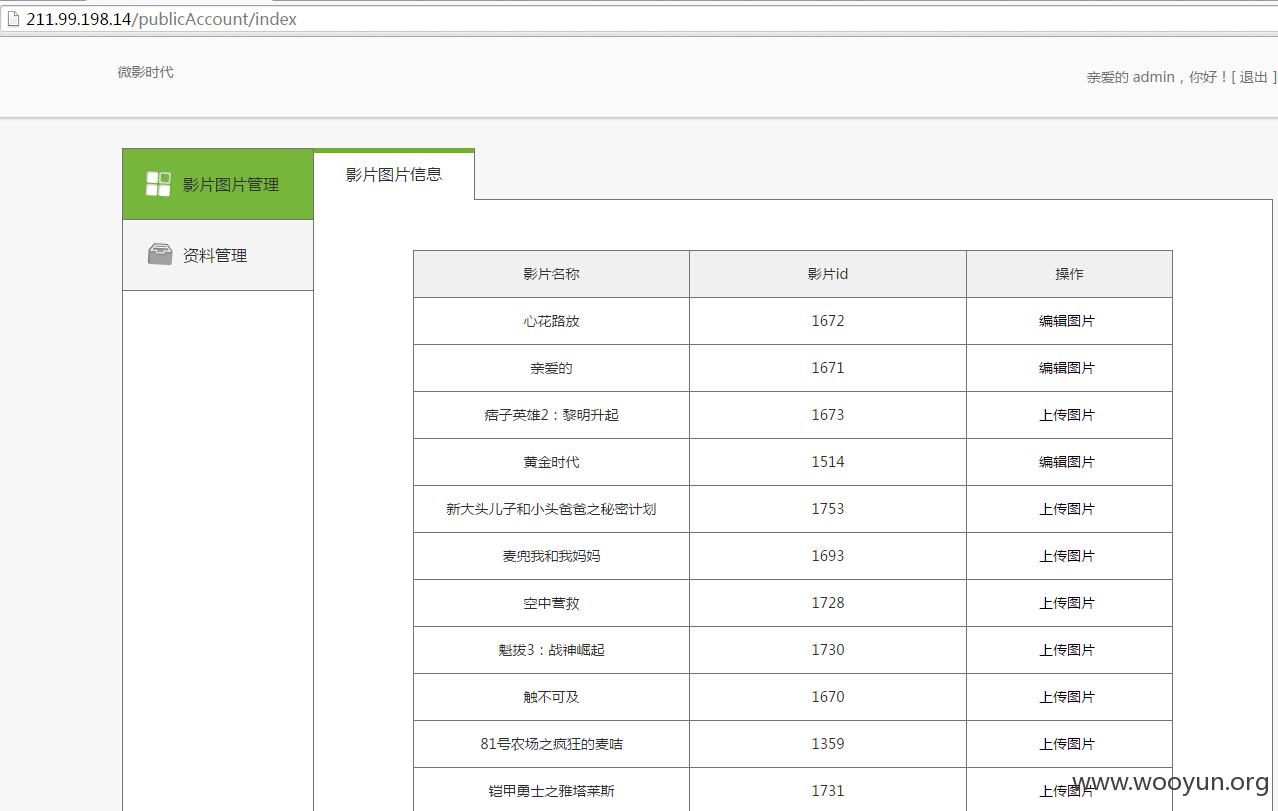 211.99.198.14/publicAccount/index
微影时代
亲爱的 admin，你好！[ 退出 ]
影片图片管理
影片图片信息
资料管理
影片名称 影片id 操作
心花路放 1672 编辑图片
亲爱的 1671 编辑图片
痞子英雄2：黎明升起 1673 上传图片
黄金时代 1514 编辑图片
新大头儿子和小头爸爸之秘密计划 1753 上传图片
麦兜我和我妈妈 1693 上传图片
空中营救 1728 上传图片
魁拔3：战神崛起 1730 上传图片
触不可及 1670 上传图片
81号农场之疯狂的麦咭 1359 上传图片
铠甲勇士之雅塔莱斯 1731 上传图片
www.wooyun.org